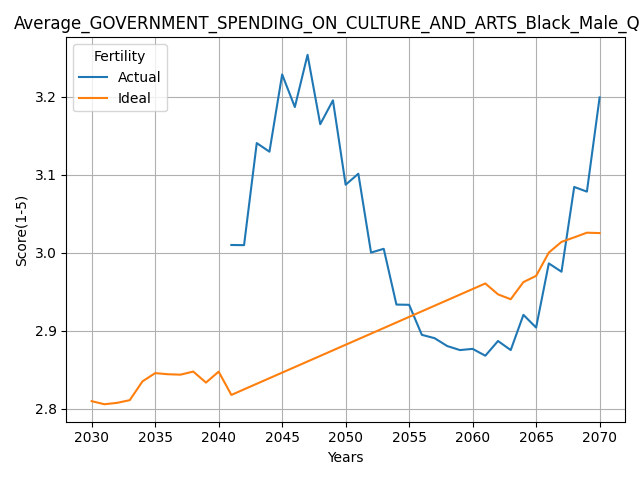 Average_GOVERNMENT_SPENDING_ON_CULTURE_AND_ARTS_Black_Male_Q
Fertility
Actual
Ideal
3.2
3.1
3.0
2.9
2.8
Score(1-5)
2030 2035 2040 2045 2050 2055 2060 2065 2070
Years